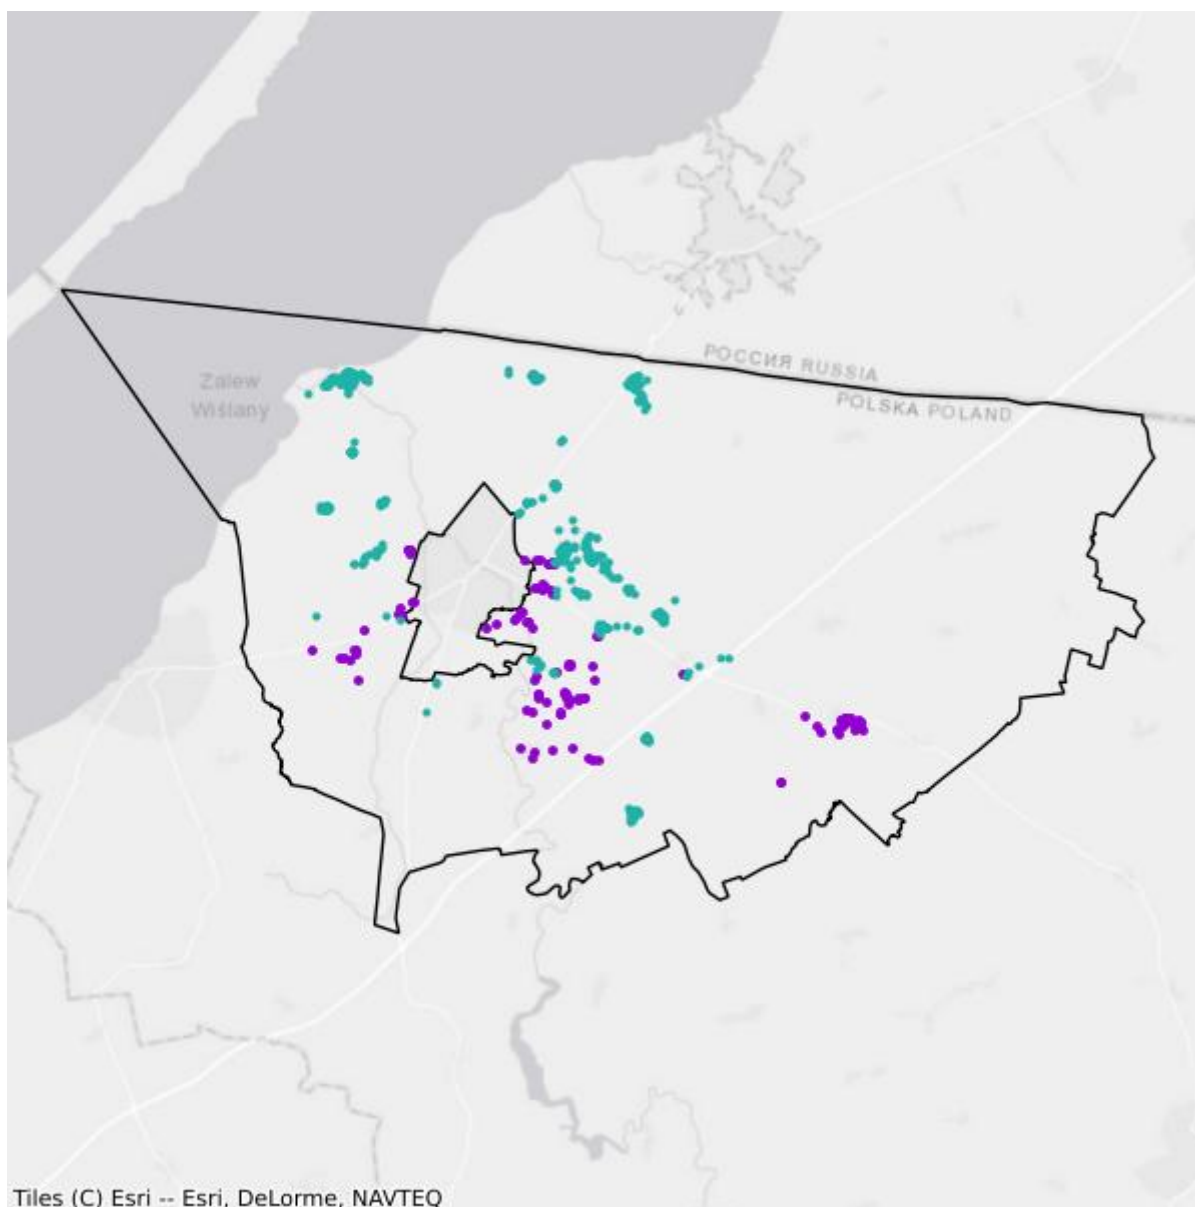 РОССИЯ RUSSIA
Zalew
Wiślany
POLSKA POLAND
Tiles (C) Esri -- Esri, DeLorme, NAVTEQ